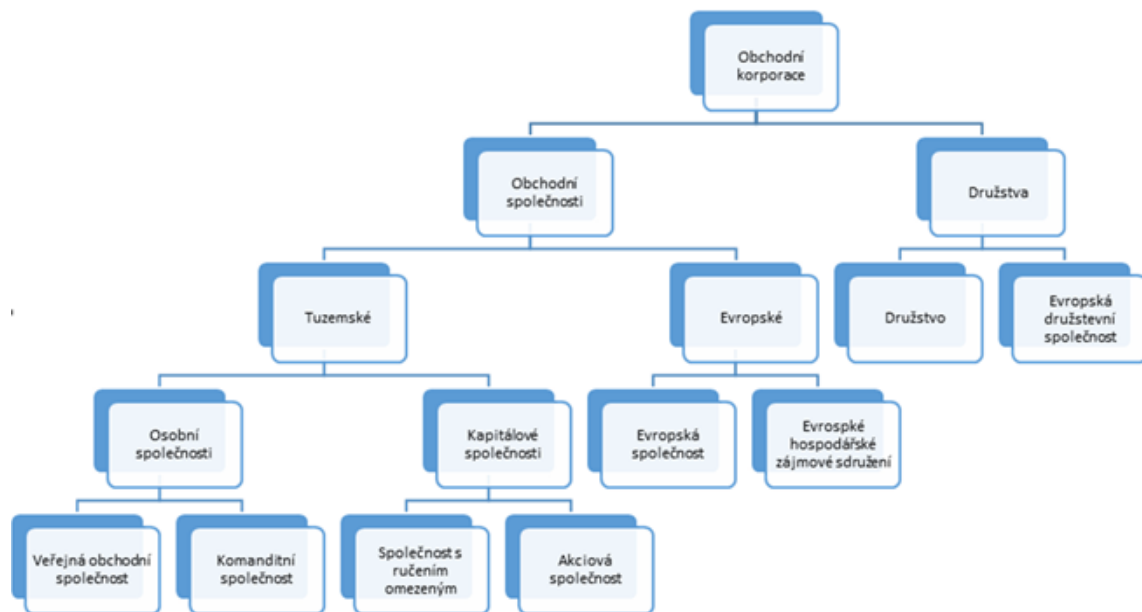 Obchodní
korporace
Obchodní
společnosti
Družstva
Tuzemské
Evropské
Družstvo
Evropská
družstevní
společnost
Osobní
společnosti
Kapitálové
společnosti
Evropská
společnost
Evrospké
hospodářské
zájmové sdružení
Veřejná obchodní
společnost
Komanditní
společnost
Společnost s
ručením
omezeným
Akciová
společnost